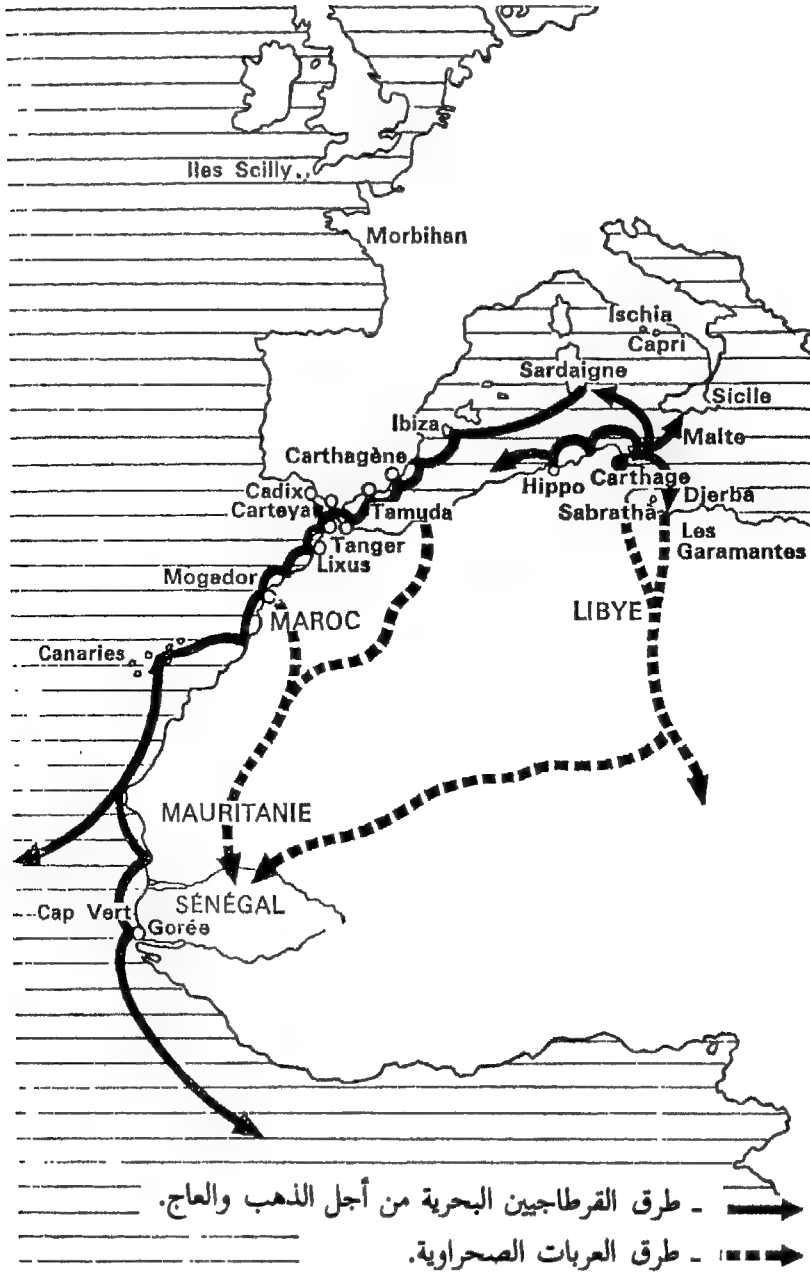 Iles Scilly
Morbihan
Ischia
Capri
Sardaigne
Sicile
Ibiza
Malte
Carthagène
Hippo
Carthage
Cadix
Djerba
Carteya
Tamuda
Sabratha
Tanger
Les
Garamantes
Lixus
Mogador
MAROC
LIBYE
Canaries
MAURITANIE
SÉNÉGAL
Cap Vert
Gorée
ـ طرق القرطاجيين البحرية من أجل الذهب والعاج.
ـ طرق العربات الصحراوية.